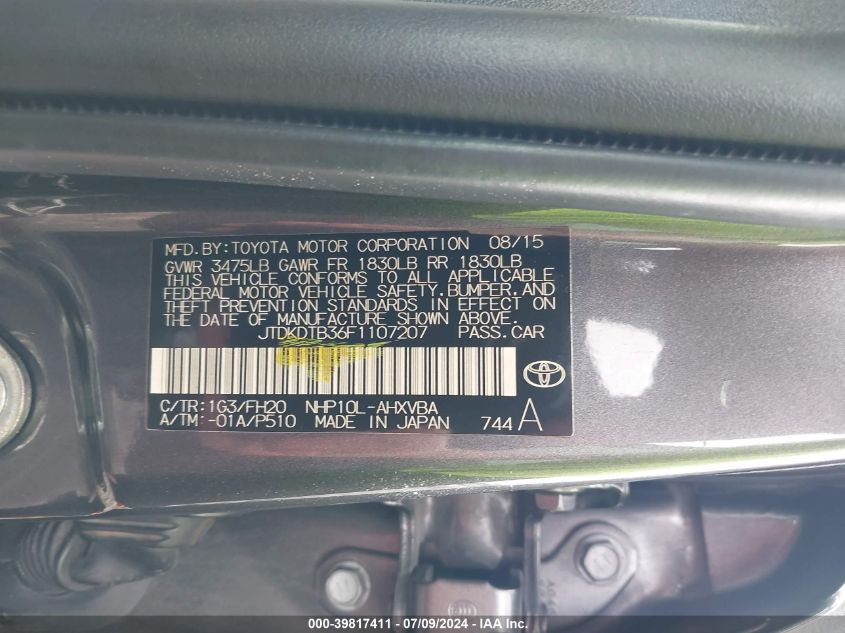 MFD.BY:TOYOTA MOTOR CORPORATION 08/15
GVWR 3475LB GAWR FR 1830LB RR 1830LB
THIS VEHICLE CONFORMS TO ALL APPLICABLE
FEDERAL MOTOR VEHICLE SAFETY,BUMPER,AND
THEFT PREVENTION STANDARDS IN EFFECT ON
THE DATE OF MANUFACTURE SHOWN ABOVE.
JTDKDTB36F1107207 PASS.CAR
C/TR:1G3/FH20 NHP10L-AHXVBA
A/TM:-01A/P510 MADE IN JAPAN 744 A
000-39817411 - 07/09/2024 - IAA Inc.